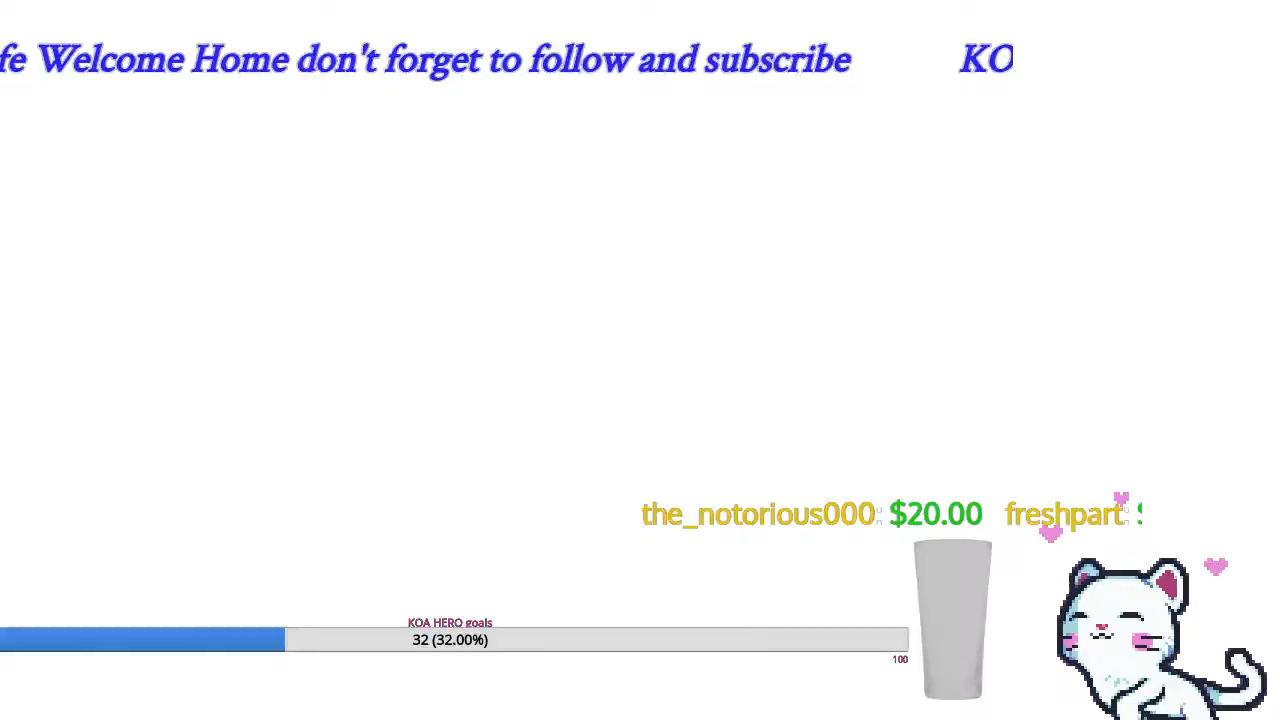 fe Welcome Home don't forget to follow and subscribe KO
the_notorious000: $20.00 freshpart: $
KOA HERO goals
32 (32.00%)
100